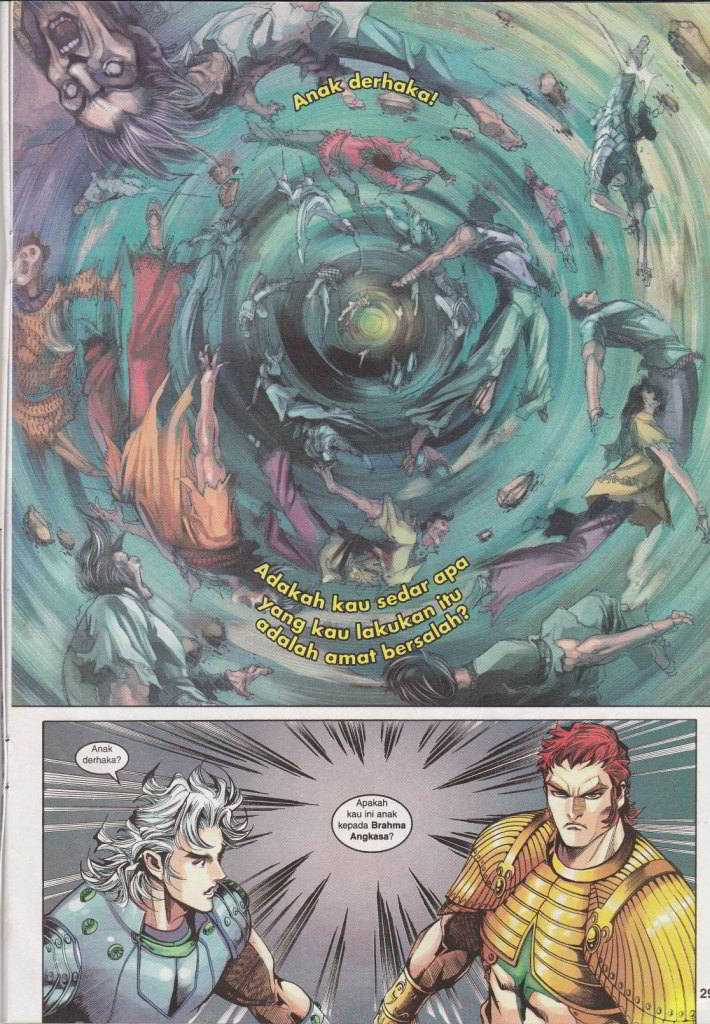 Anak derhaka!
Adakah kau sedar apa
yang kau lakukan itu
adalah amat bersalah?
Anak
derhaka?
Apakah
kau ini anak
kepada Brahma
Angkasa?
29